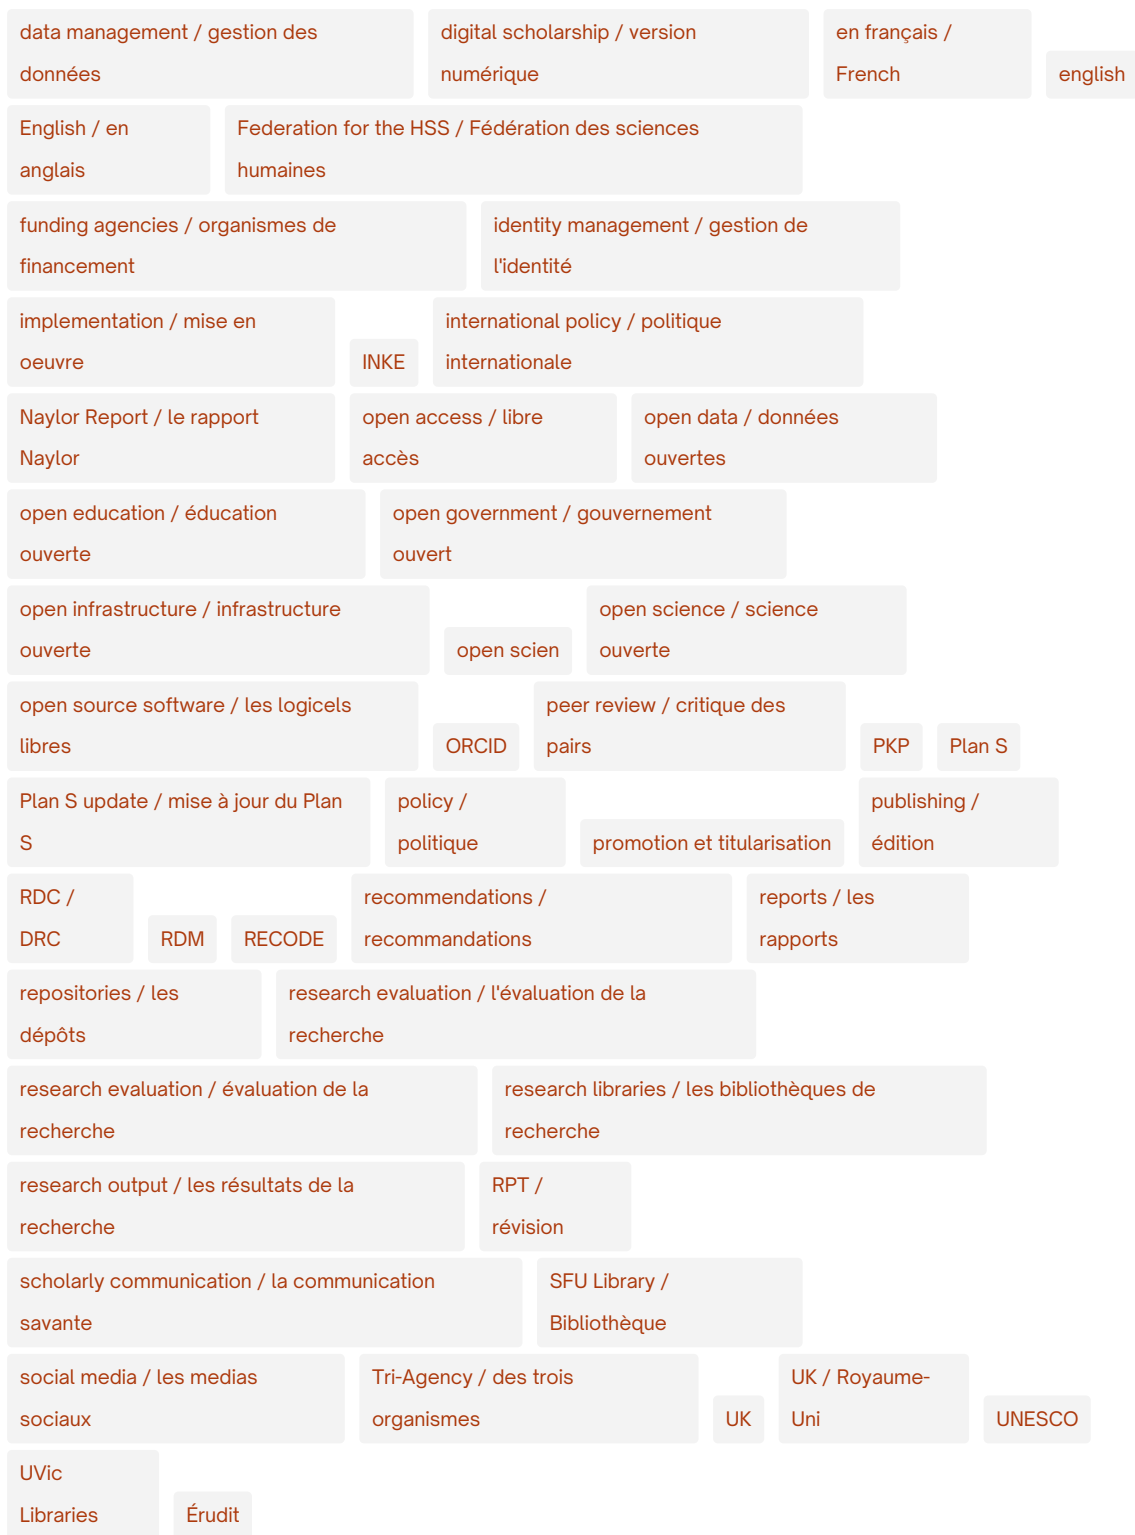 data management / gestion des
données
digital scholarship / version
numérique
en français /
French
english
English / en
anglais
Federation for the HSS / Fédération des sciences
humaines
funding agencies / organismes de
financement
identity management / gestion de
l'identité
implementation / mise en
oeuvre
INKE
international policy / politique
internationale
Naylor Report / le rapport
Naylor
open access / libre
accès
open data / données
ouvertes
open education / éducation
ouverte
open government / gouvernement
ouvert
open infrastructure / infrastructure
ouverte
open scien
open science / science
ouverte
open source software / les logicels
libres
ORCID
peer review / critique des
pairs
PKP
Plan S
Plan S update / mise à jour du Plan
S
policy /
politique
promotion et titularisation
publishing /
édition
RDC /
DRC
RDM
RECODE
recommendations /
recommandations
reports / les
rapports
repositories / les
dépôts
research evaluation / l'évaluation de la
recherche
research evaluation / évaluation de la
recherche
research libraries / les bibliothèques de
recherche
research output / les résultats de la
recherche
RPT /
révision
scholarly communication / la communication
savante
SFU Library /
Bibliothèque
social media / les medias
sociaux
Tri-Agency / des trois
organismes
UK
UK / Royaume-
Uni
UNESCO
UVic
Libraries
Érudit